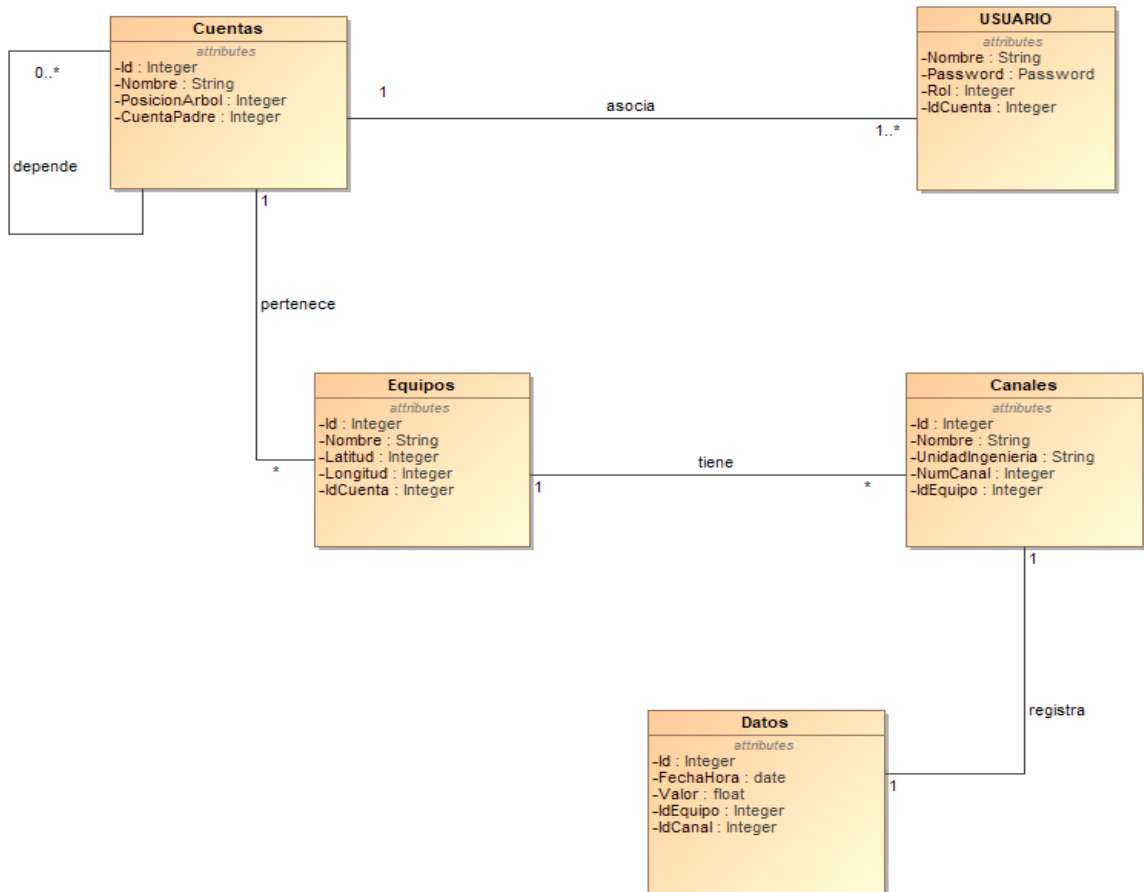 Cuentas
attributes
-Id : Integer
-Nombre : String
-PosicionArbol : Integer
-CuentaPadre : Integer
0..*
depende
1
asocia
1..*
USUARIO
attributes
-Nombre : String
-Password : Password
-Rol : Integer
-IdCuenta : Integer
1
pertenece
*
Equipos
attributes
-Id : Integer
-Nombre : String
-Latitud : Integer
-Longitud : Integer
-IdCuenta : Integer
1
tiene
*
Canales
attributes
-Id : Integer
-Nombre : String
-UnidadIngenieria : String
-NumCanal : Integer
-IdEquipo : Integer
1
registra
1
Datos
attributes
-Id : Integer
-FechaHora : date
-Valor : float
-IdEquipo : Integer
-IdCanal : Integer